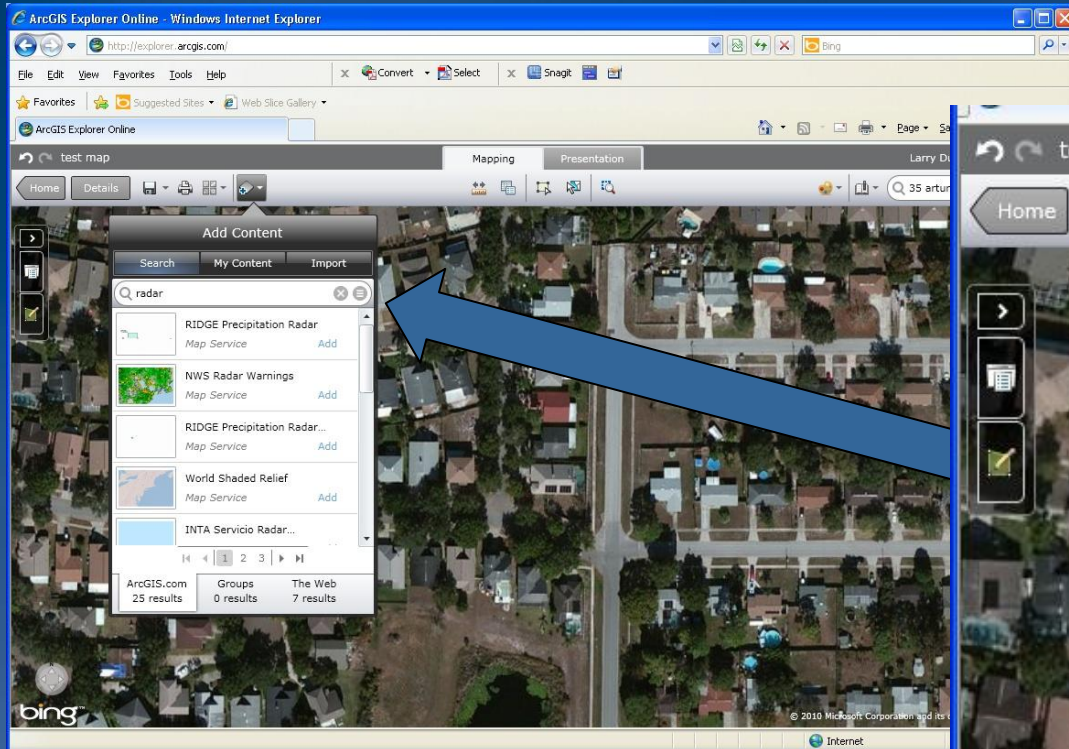 ArcGIS Explorer Online - Windows Internet Explorer
http://explorer.arcgis.com/
Bing
File Edit View Favorites Tools Help
x Convert Select x Snagit
Favorites Suggested Sites Web Slice Gallery
ArcGIS Explorer Online
Page
test map
Mapping Presentation
Larry
Home Details
35 artur
Add Content
Search My Content Import
radar
RIDGE Precipitation Radar
Map Service Add
NWS Radar Warnings
Map Service Add
RIDGE Precipitation Radar...
Map Service Add
World Shaded Relief
Map Service Add
INTA Servicio Radar...
1 2 3
ArcGIS.com Groups The Web
25 results 0 results 7 results
bing
© 2010 Microsoft Corporation and its
Internet
Home